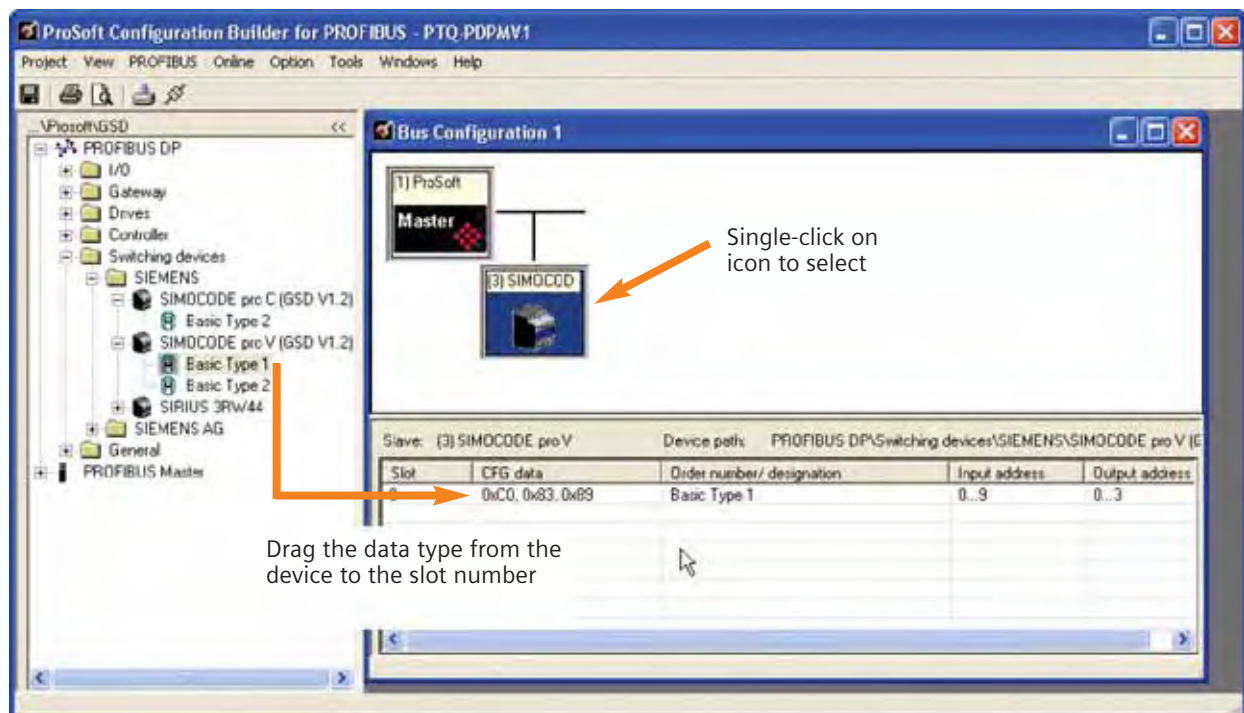 ProSoft Configuration Builder for PROFIBUS - PTQ-PDPMV1
Project View PROFIBUS Online Option Tools Windows Help
...\Prosoft\GSD <<
PROFIBUS DP
I/O
Gateway
Drives
Controller
Switching devices
SIEMENS
SIMOCODE pro C (GSD V1.2)
Basic Type 2
SIMOCODE pro V (GSD V1.2)
Basic Type 1
Basic Type 2
SIRIUS 3RW44
SIEMENS AG
General
PROFIBUS Master
Bus Configuration 1
(1) ProSoft
Master
(3) SIMOCOD
Single-click on
icon to select
Slave: (3) SIMOCODE pro V Device path: PROFIBUS DP\Switching devices\SIEMENS\SIMOCODE pro V (G
Slot CFG data Order number/ designation Input address Output address
0xC0, 0x83, 0x89 Basic Type 1 0...9 0...3
Drag the data type from the
device to the slot number